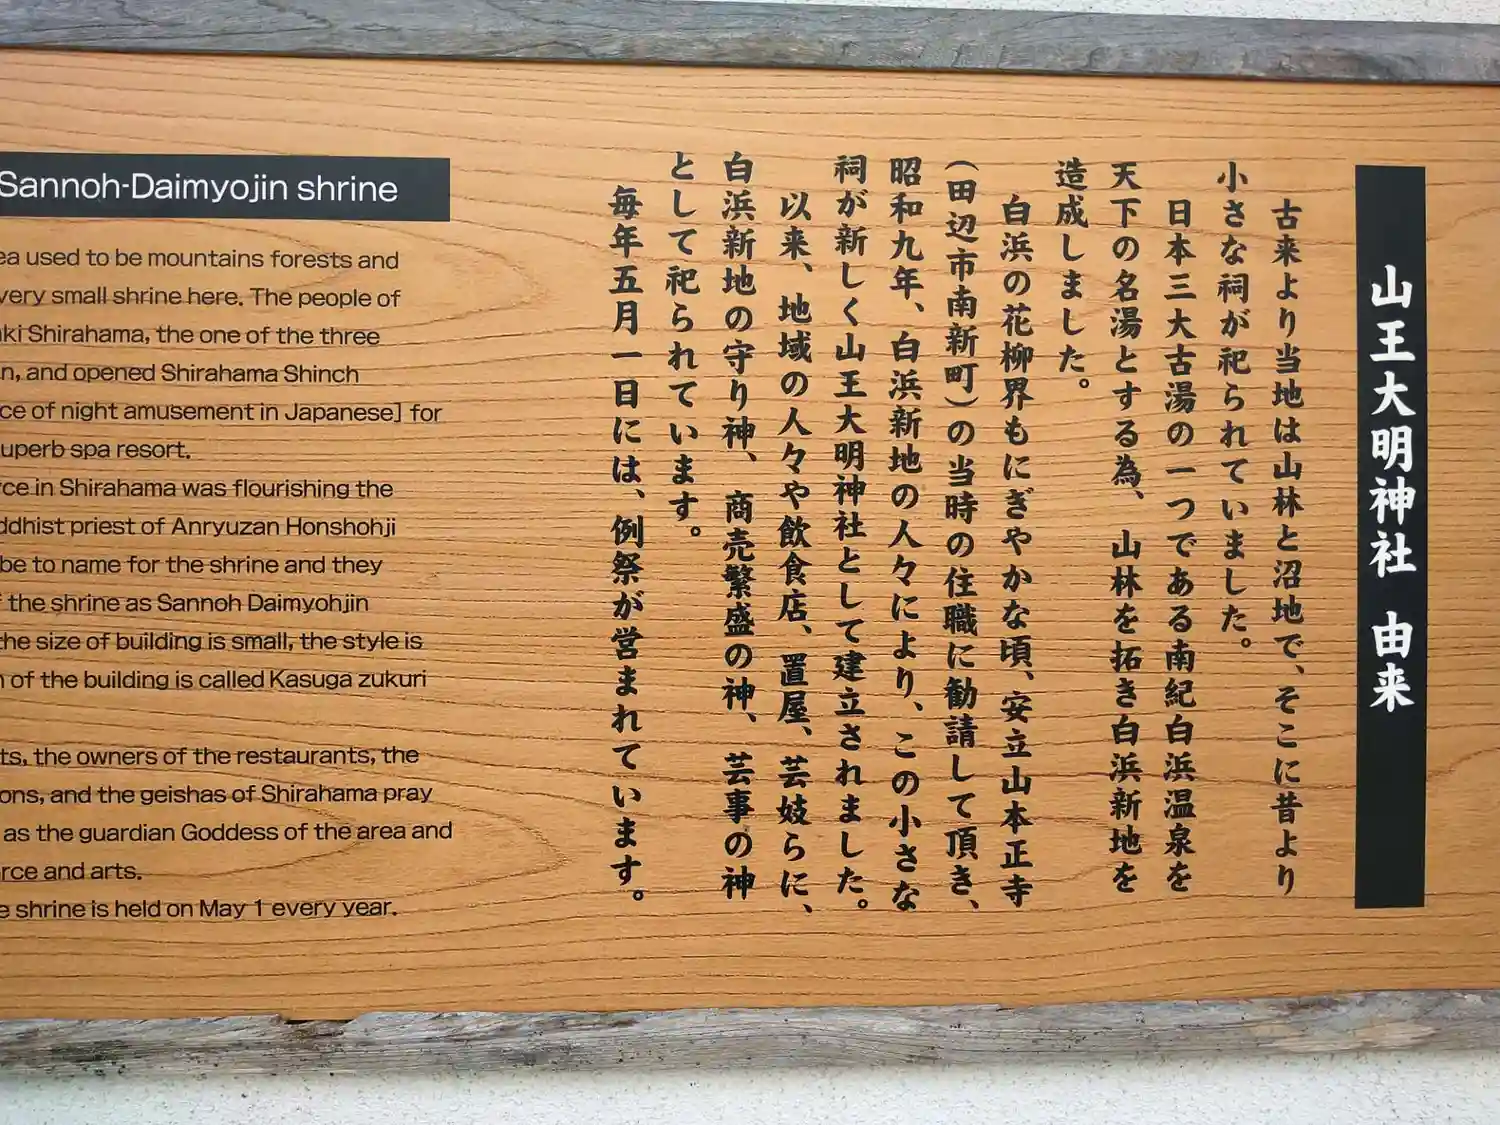 山王大明神社 由来
古来より当地は山林と沼地で、そこに昔より
小さな祠が祀られていました。
日本三大古湯の一つである南紀白浜温泉を
天下の名湯とする為、山林を拓き白浜新地を
造成しました。
白浜の花柳界もにぎやかな頃、安立山本正寺
(田辺市南新町)の当時の住職に勧請して頂き、
昭和九年、白浜新地の人々により、この小さな
祠が新しく山王大明神社として建立されました。
以来、地域の人々や飲食店、置屋、芸妓らに、
白浜新地の守り神、商売繁盛の神、芸事の神
として祀られています。
毎年五月一日には、例祭が営まれています。
Sannoh-Daimyojin shrine
used to be mountains forests and
very small shrine here. The people of
Shirahama, the one of the three
and opened Shirahama Shinch
of night amusement in Japanese] for
spa resort.
in Shirahama was flourishing the
priest of Anryuzan Honshohji
be to name for the shrine and they
the shrine as Sannoh Daimyohjin
the size of building is small, the style is
of the building is called Kasuga zukuri
the owners of the restaurants, the
and the geishas of Shirahama pray
as the guardian Goddess of the area and
and arts.
shrine is held on May 1 every year.